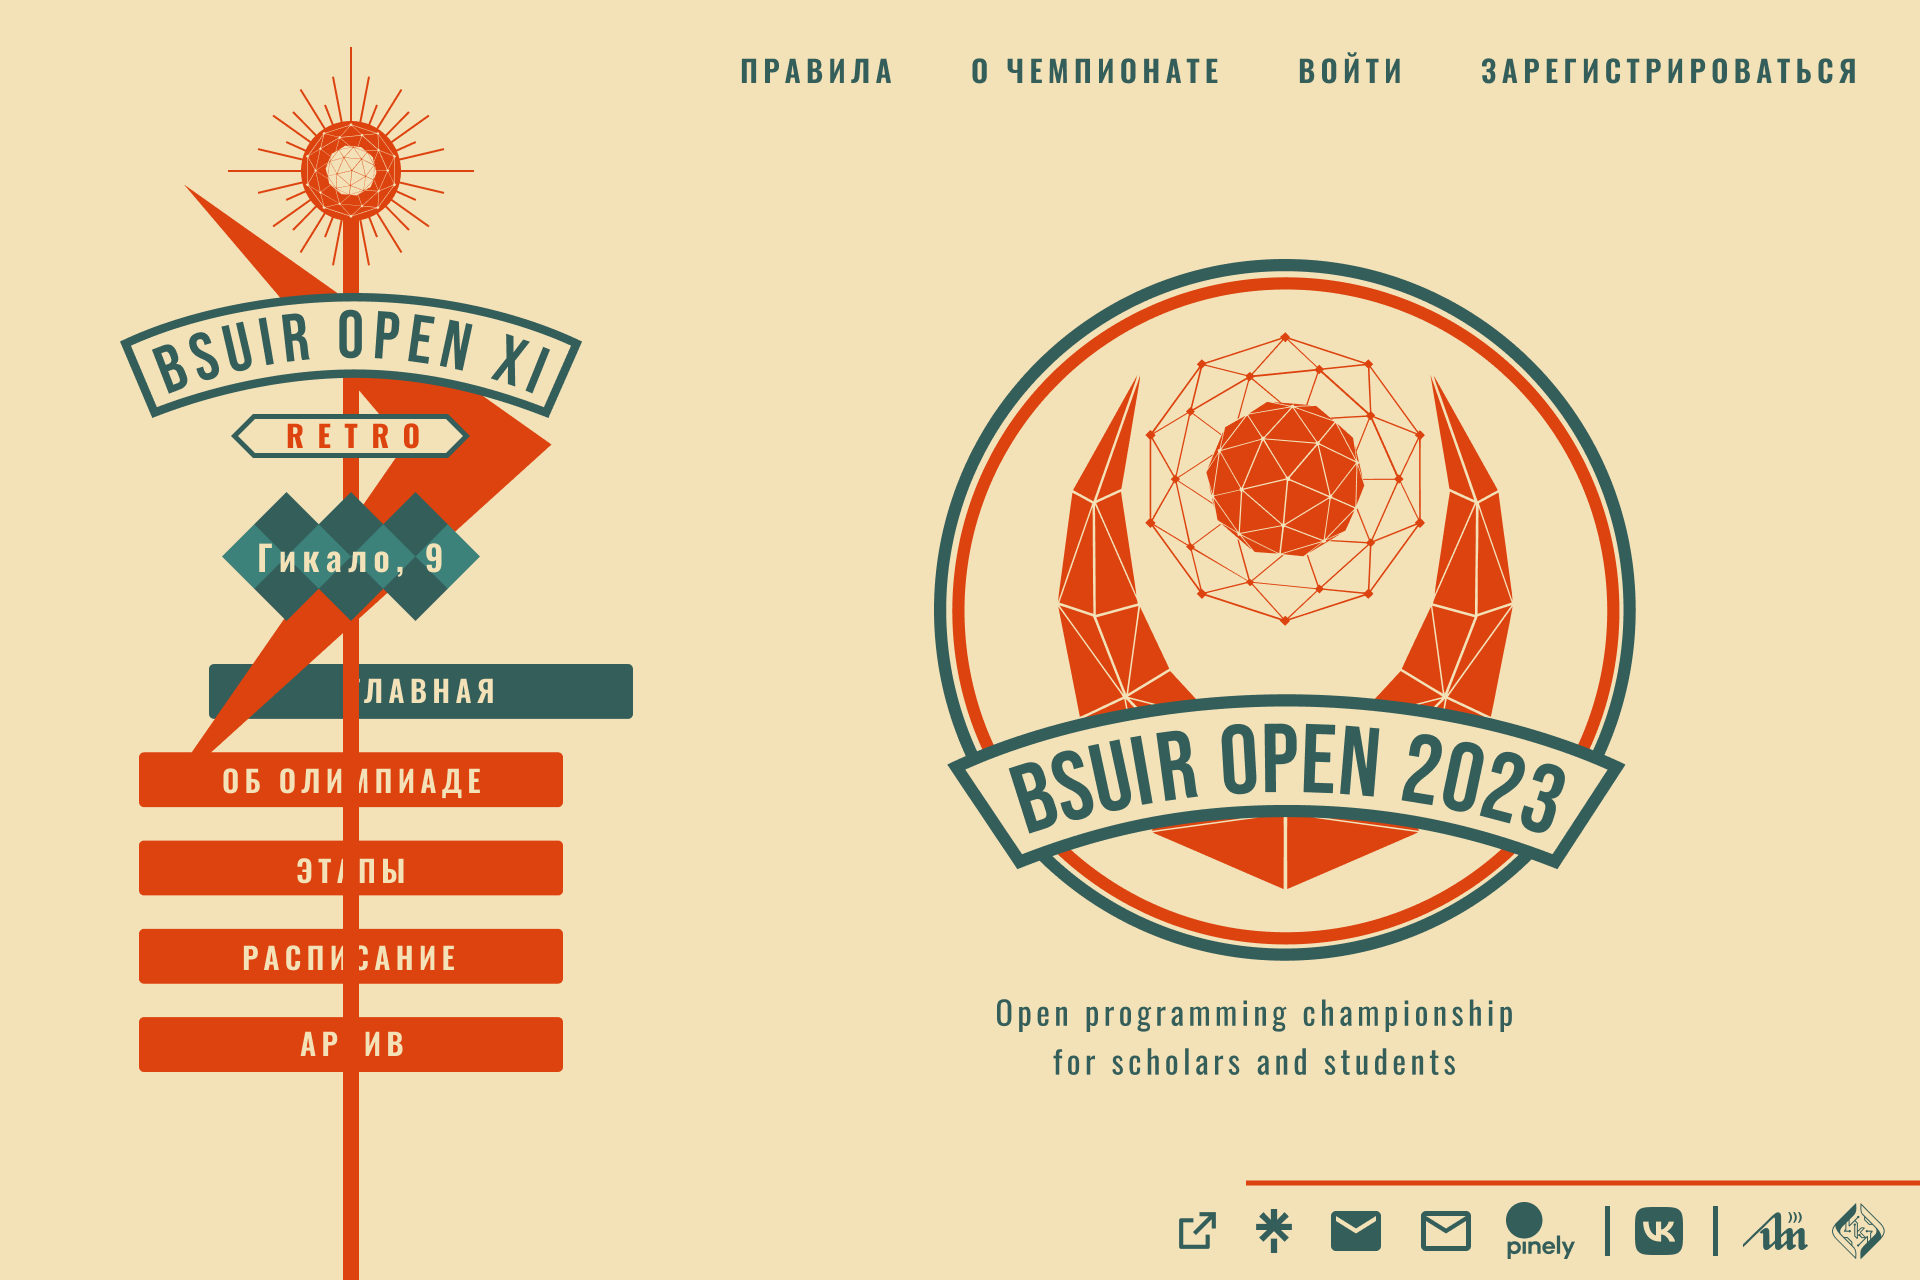 ПРАВИЛА О ЧЕМПИОНАТЕ ВОЙТИ ЗАРЕГИСТРИРОВАТЬСЯ
BSUIR OPEN XI
RETRO
Гикало, 9
ГЛАВНАЯ
ОБ ОЛИМПИАДЕ
ЭТАПЫ
РАСПИСАНИЕ
АРХИВ
BSUIR OPEN 2023
Open programming championship
for scholars and students
pinely